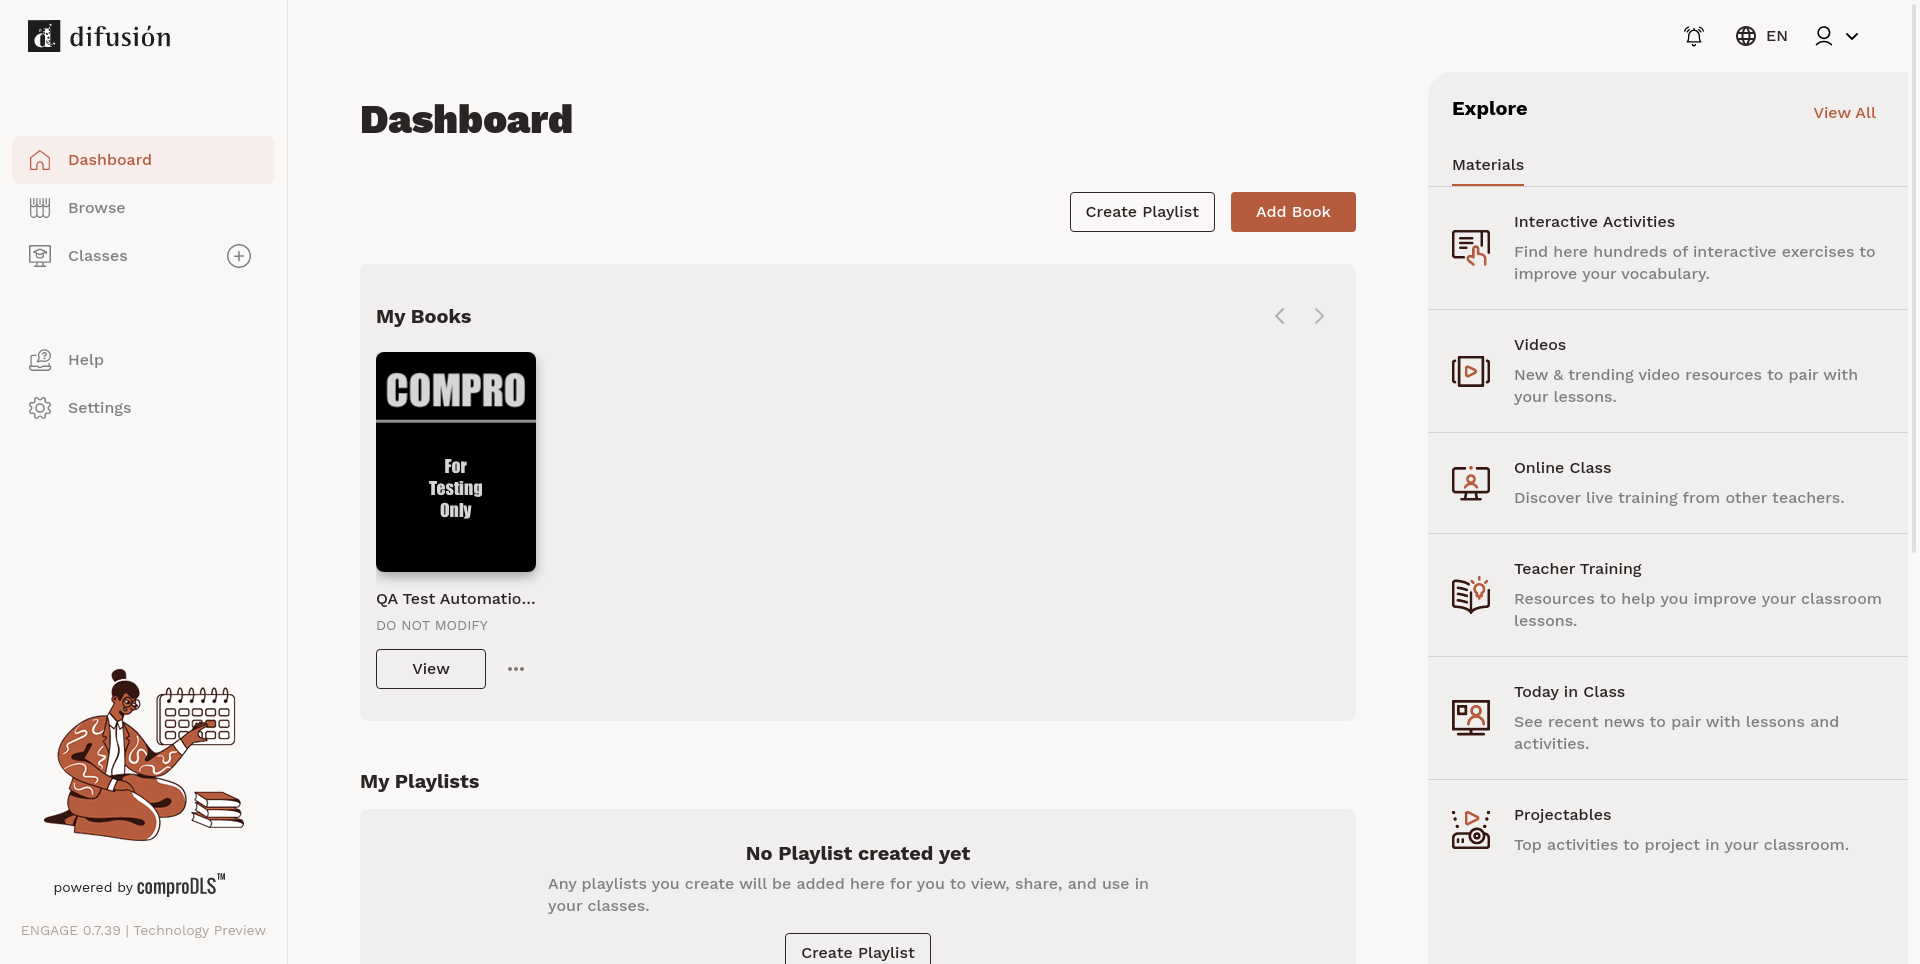 difusión
EN
Dashboard
Browse
Classes
Help
Settings
powered by comproDLS™
ENGAGE 0.7.39 | Technology Preview
Dashboard
Create Playlist
Add Book
My Books
COMPRO
For
Testing
Only
QA Test Automatio...
DO NOT MODIFY
View
My Playlists
No Playlist created yet
Any playlists you create will be added here for you to view, share, and use in
your classes.
Create Playlist
Explore
View All
Materials
Interactive Activities
Find here hundreds of interactive exercises to
improve your vocabulary.
Videos
New & trending video resources to pair with
your lessons.
Online Class
Discover live training from other teachers.
Teacher Training
Resources to help you improve your classroom
lessons.
Today in Class
See recent news to pair with lessons and
activities.
Projectables
Top activities to project in your classroom.